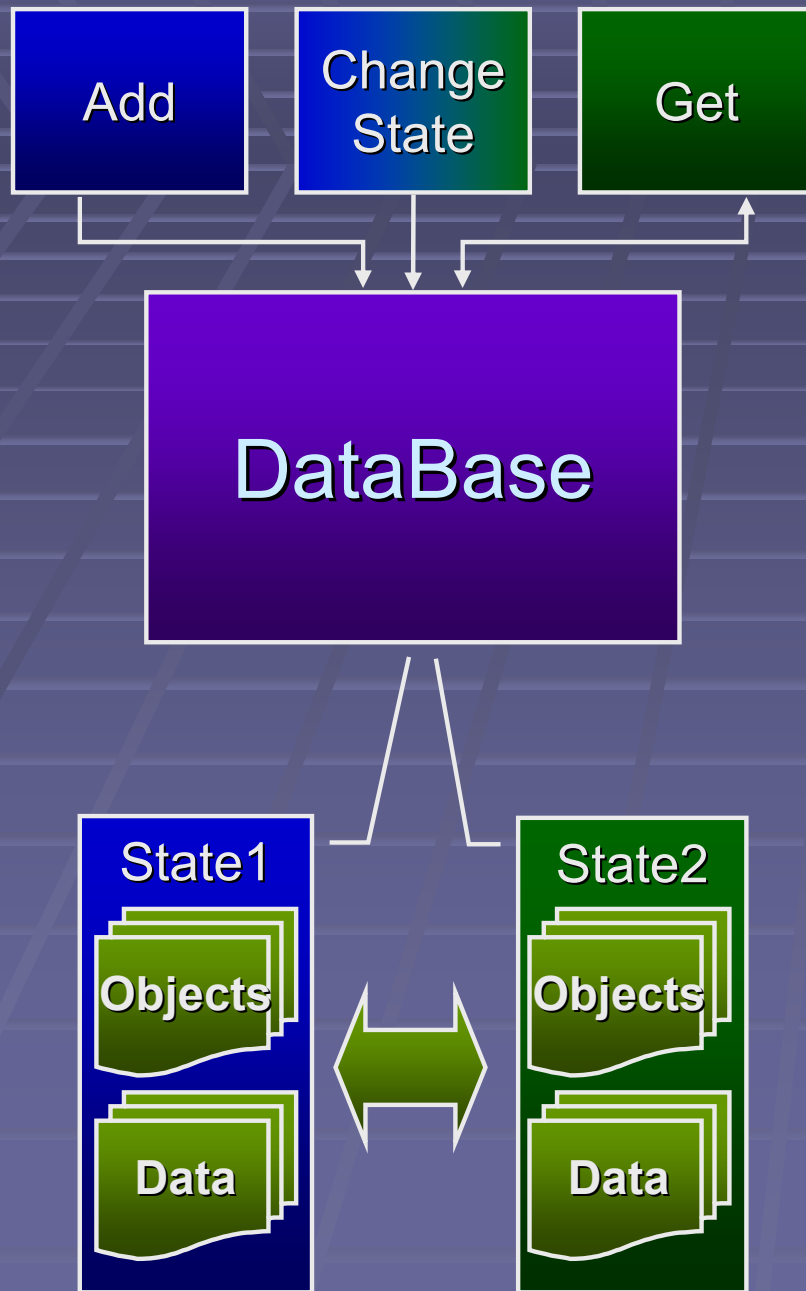 Add
Change
State
Get
DataBase
State1
State2
Objects
Objects
Data
Data